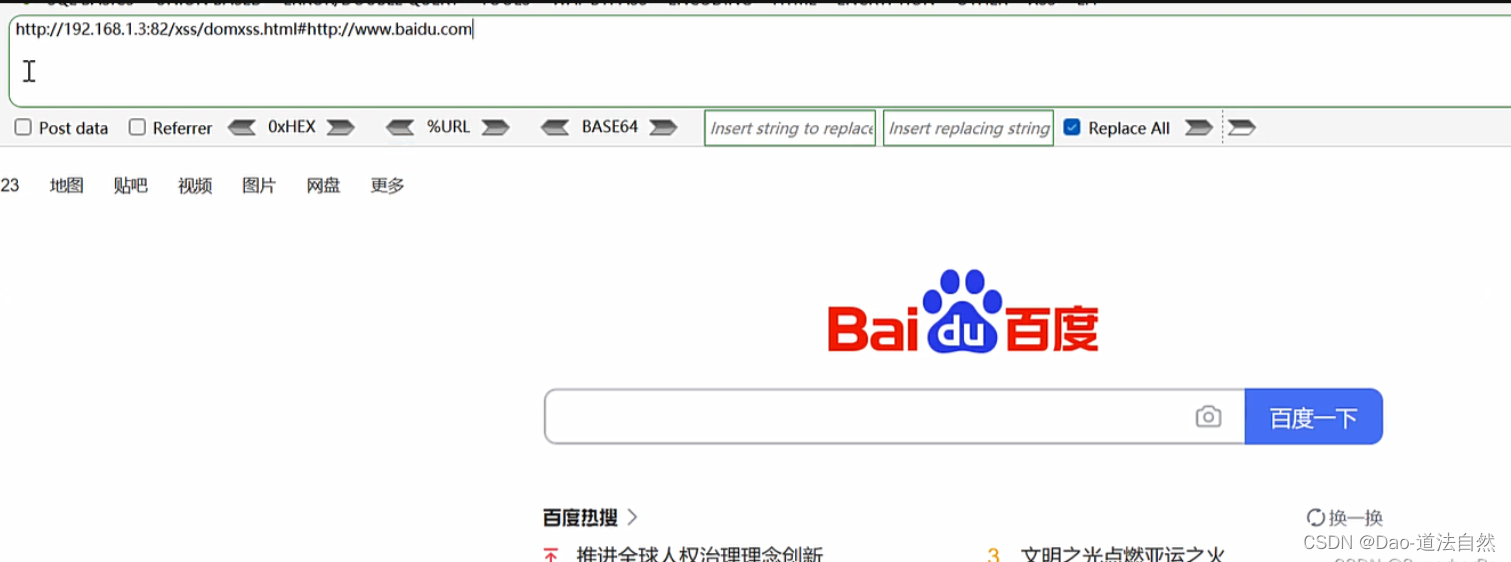 http://192.168.1.3:82/xss/domxss.html#http://www.baidu.com
Post data Referrer 0xHEX %URL BASE64 Insert string to replace Insert replacing string Replace All
23 地图 贴吧 视频 图片 网盘 更多
Bai du 百度
百度一下
百度热搜 换一换
推进全球人权治理理念创新 3 文明之光点燃亚运之火
CSDN @Dao-道法自然